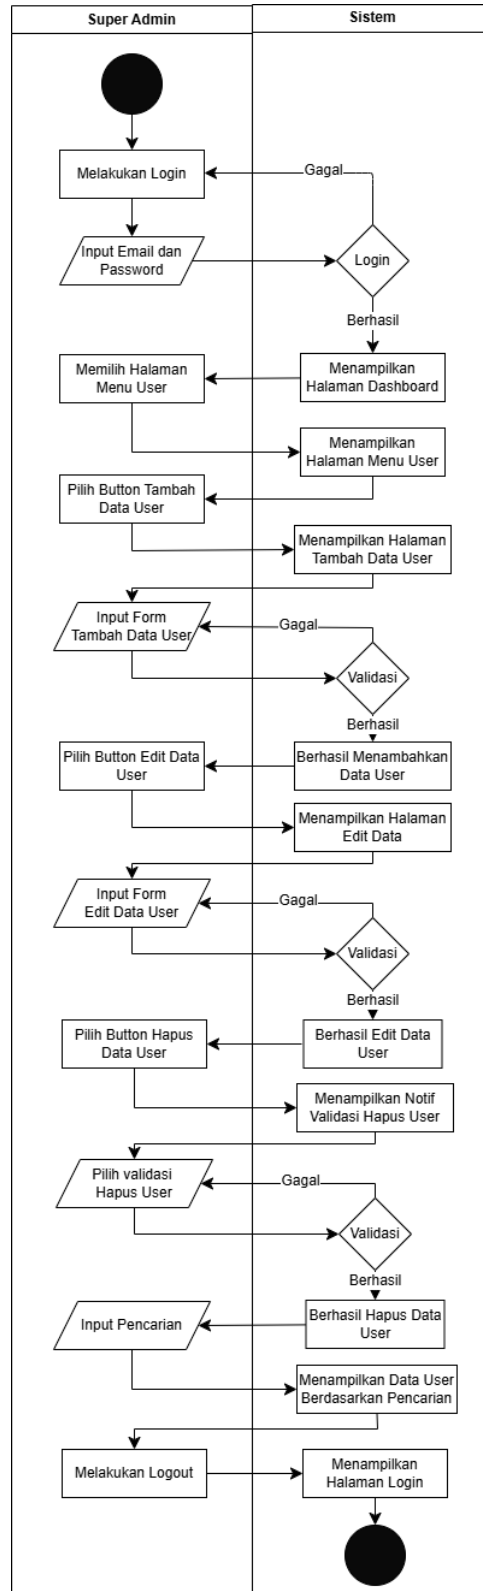 Super Admin
Sistem
Melakukan Login
Gagal
Input Email dan
Password
Login
Berhasil
Memilih Halaman
Menu User
Menampilkan
Halaman Dashboard
Menampilkan
Halaman Menu User
Pilih Button Tambah
Data User
Menampilkan Halaman
Tambah Data User
Input Form
Tambah Data User
Gagal
Validasi
Berhasil
Pilih Button Edit Data
User
Berhasil Menambahkan
Data User
Menampilkan Halaman
Edit Data
Input Form
Edit Data User
Gagal
Validasi
Berhasil
Pilih Button Hapus
Data User
Berhasil Edit Data
User
Menampilkan Notif
Validasi Hapus User
Pilih validasi
Hapus User
Gagal
Validasi
Berhasil
Input Pencarian
Berhasil Hapus Data
User
Menampilkan Data User
Berdasarkan Pencarian
Melakukan Logout
Menampilkan
Halaman Login